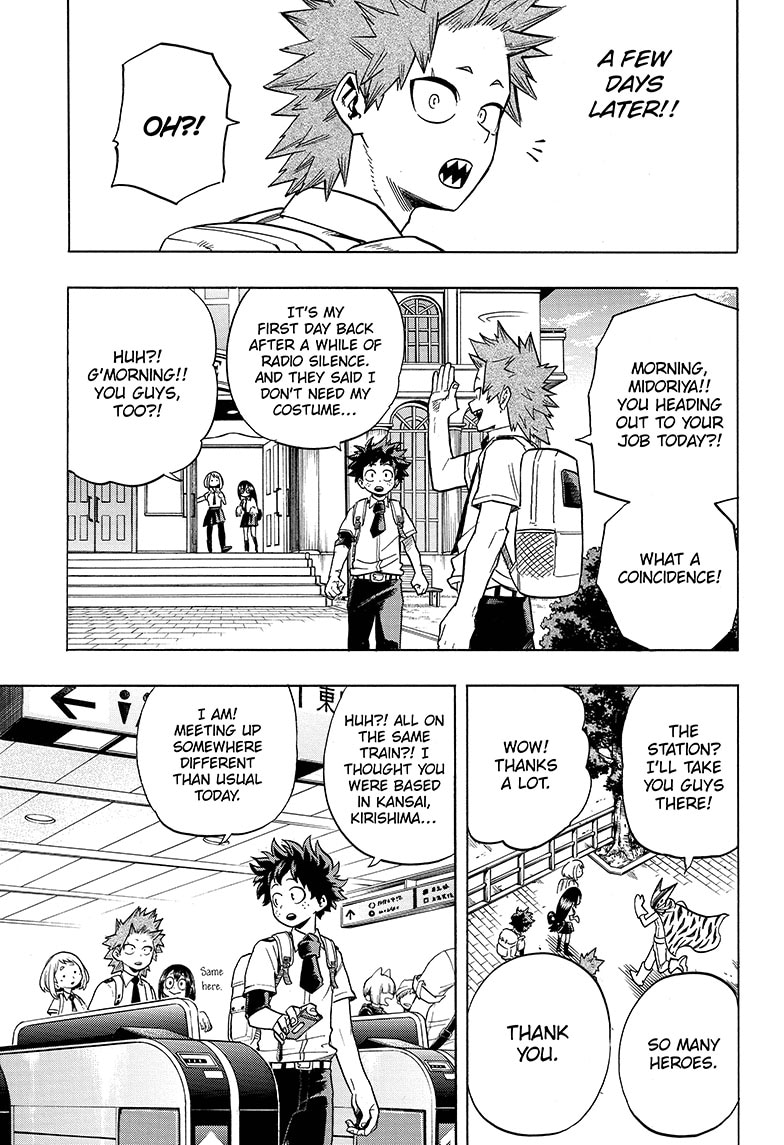 A FEW
DAYS
LATER!!
OH?!
MORNING,
MIDORIYA!!
YOU HEADING
OUT TO YOUR
JOB TODAY?!
WHAT A
COINCIDENCE!
IT'S MY
FIRST DAY BACK
AFTER A WHILE OF
RADIO SILENCE.
AND THEY SAID I
DON'T NEED MY
COSTUME...
HUH?!
G'MORNING!!
YOU GUYS,
TOO?!
THE
STATION?
I'LL TAKE
YOU GUYS
THERE!
WOW!
THANKS
A LOT.
SO MANY
HEROES.
THANK
YOU.
HUH?! ALL ON
THE SAME
TRAIN?! I
THOUGHT YOU
WERE BASED
IN KANSAI,
KIRISHIMA...
I AM!
MEETING UP
SOMEWHERE
DIFFERENT
THAN USUAL
TODAY.
Same
here.
東